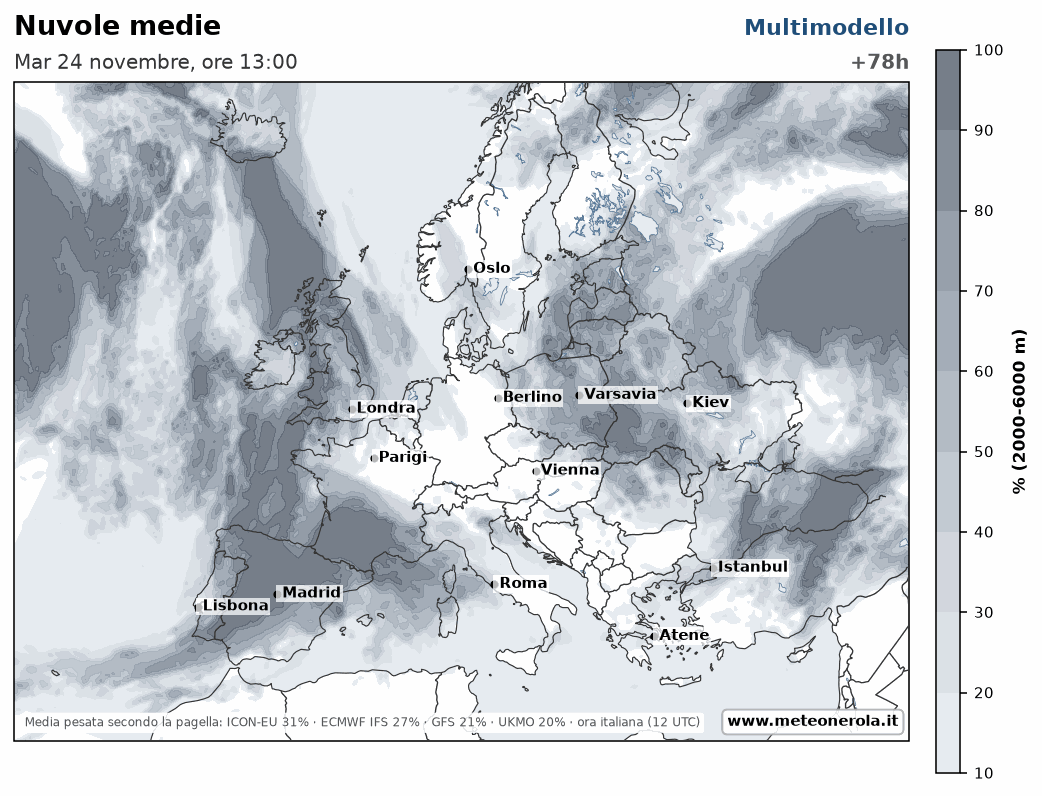 Nuvole medie
Multimodello
Mar 24 novembre, ore 13:00
+78h
Oslo
Londra
Berlino
Varsavia
Kiev
Parigi
Vienna
Istanbul
Roma
Madrid
Lisbona
Atene
Media pesata secondo la pagella: ICON-EU 31% · ECMWF IFS 27% · GFS 21% · UKMO 20% · ora italiana (12 UTC)
www.meteonerola.it
100
90
80
70
60
50
40
30
20
10
% (2000-6000 m)